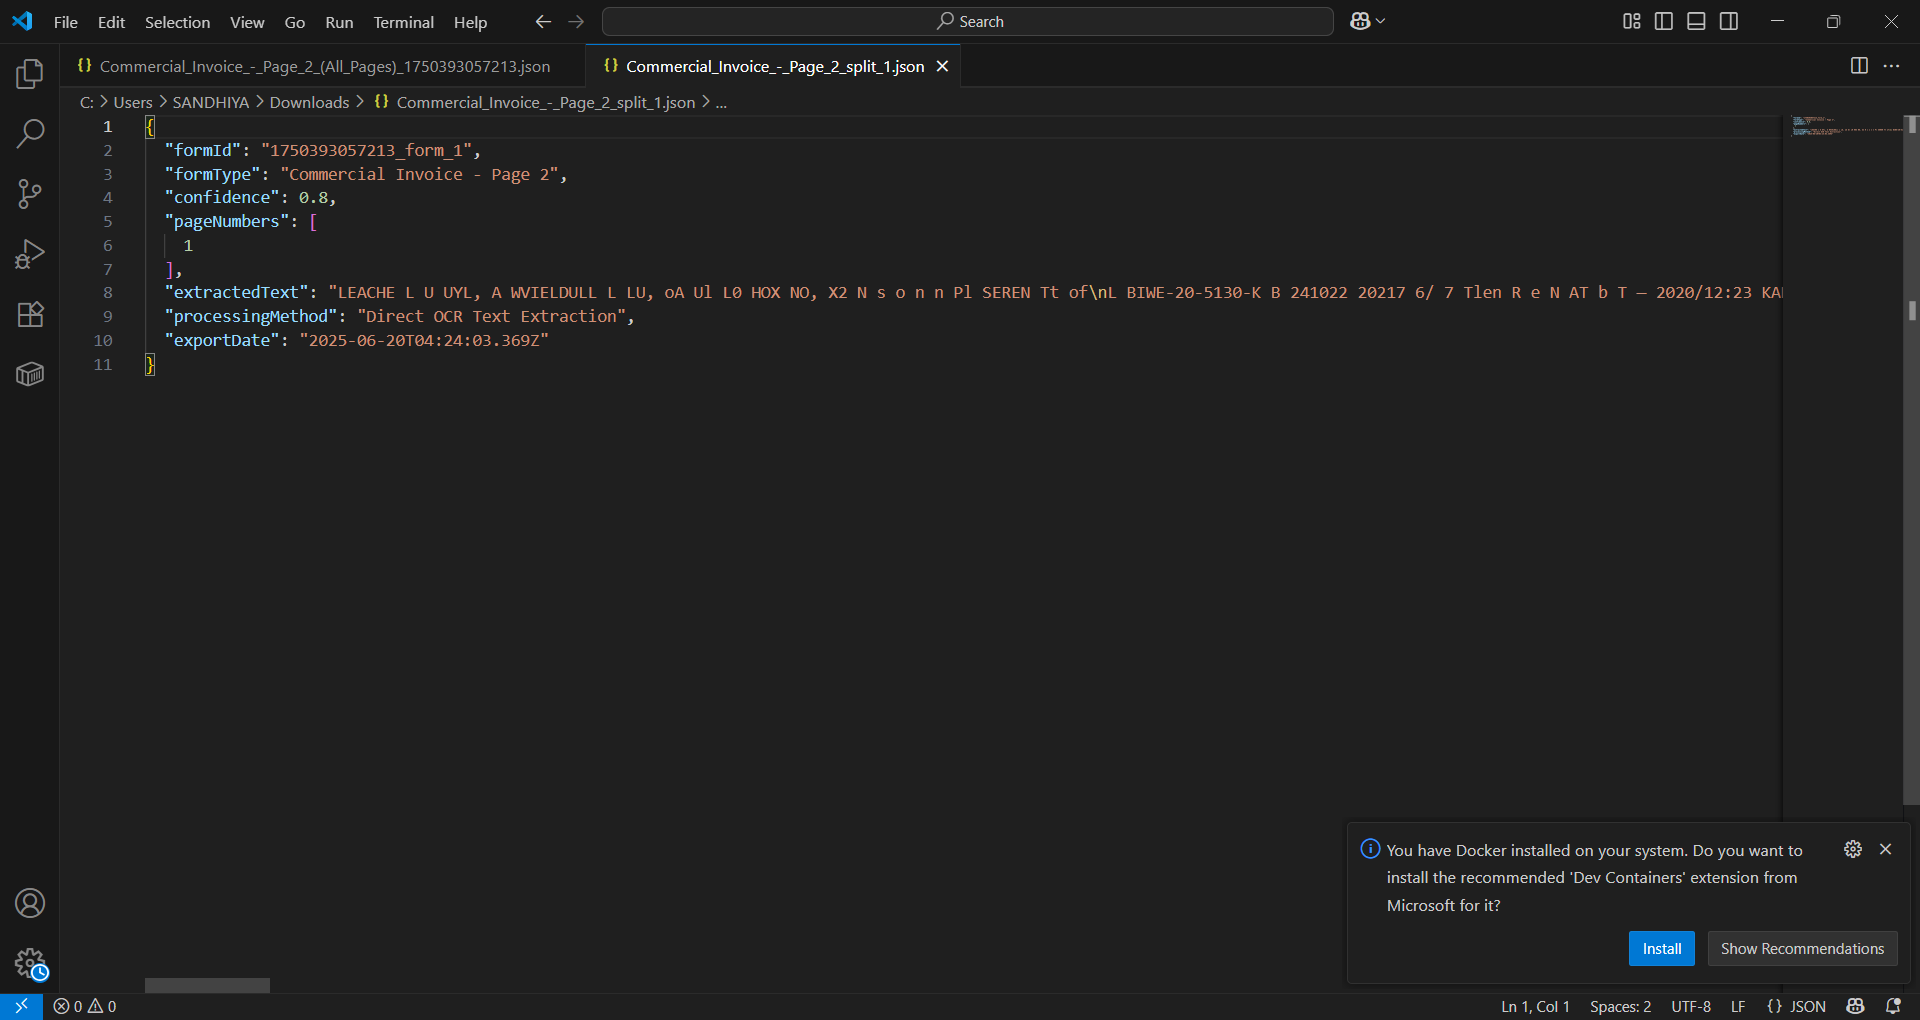 File Edit Selection View Go Run Terminal Help
Search
Commercial_Invoice_-_Page_2_(All_Pages)_1750393057213.json
Commercial_Invoice_-_Page_2_split_1.json
C: > Users > SANDHIYA > Downloads > {} Commercial_Invoice_-_Page_2_split_1.json > ...
1 {
2 "formId": "1750393057213_form_1",
3 "formType": "Commercial Invoice - Page 2",
4 "confidence": 0.8,
5 "pageNumbers": [
6 1
7 ],
8 "extractedText": "LEACHE L U UYL, A WVIELDULL L LU, oA Ul L0 HOX NO, X2 N s o n n Pl SEREN Tt of\nL BIWE-20-5130-K B 241022 20217 6/ 7 Tlen R e N AT b T — 2020/12:23 KA
9 "processingMethod": "Direct OCR Text Extraction",
10 "exportDate": "2025-06-20T04:24:03.369Z"
11 }
You have Docker installed on your system. Do you want to
install the recommended 'Dev Containers' extension from
Microsoft for it?
Install Show Recommendations
0 0 Ln 1, Col 1 Spaces: 2 UTF-8 LF {} JSON